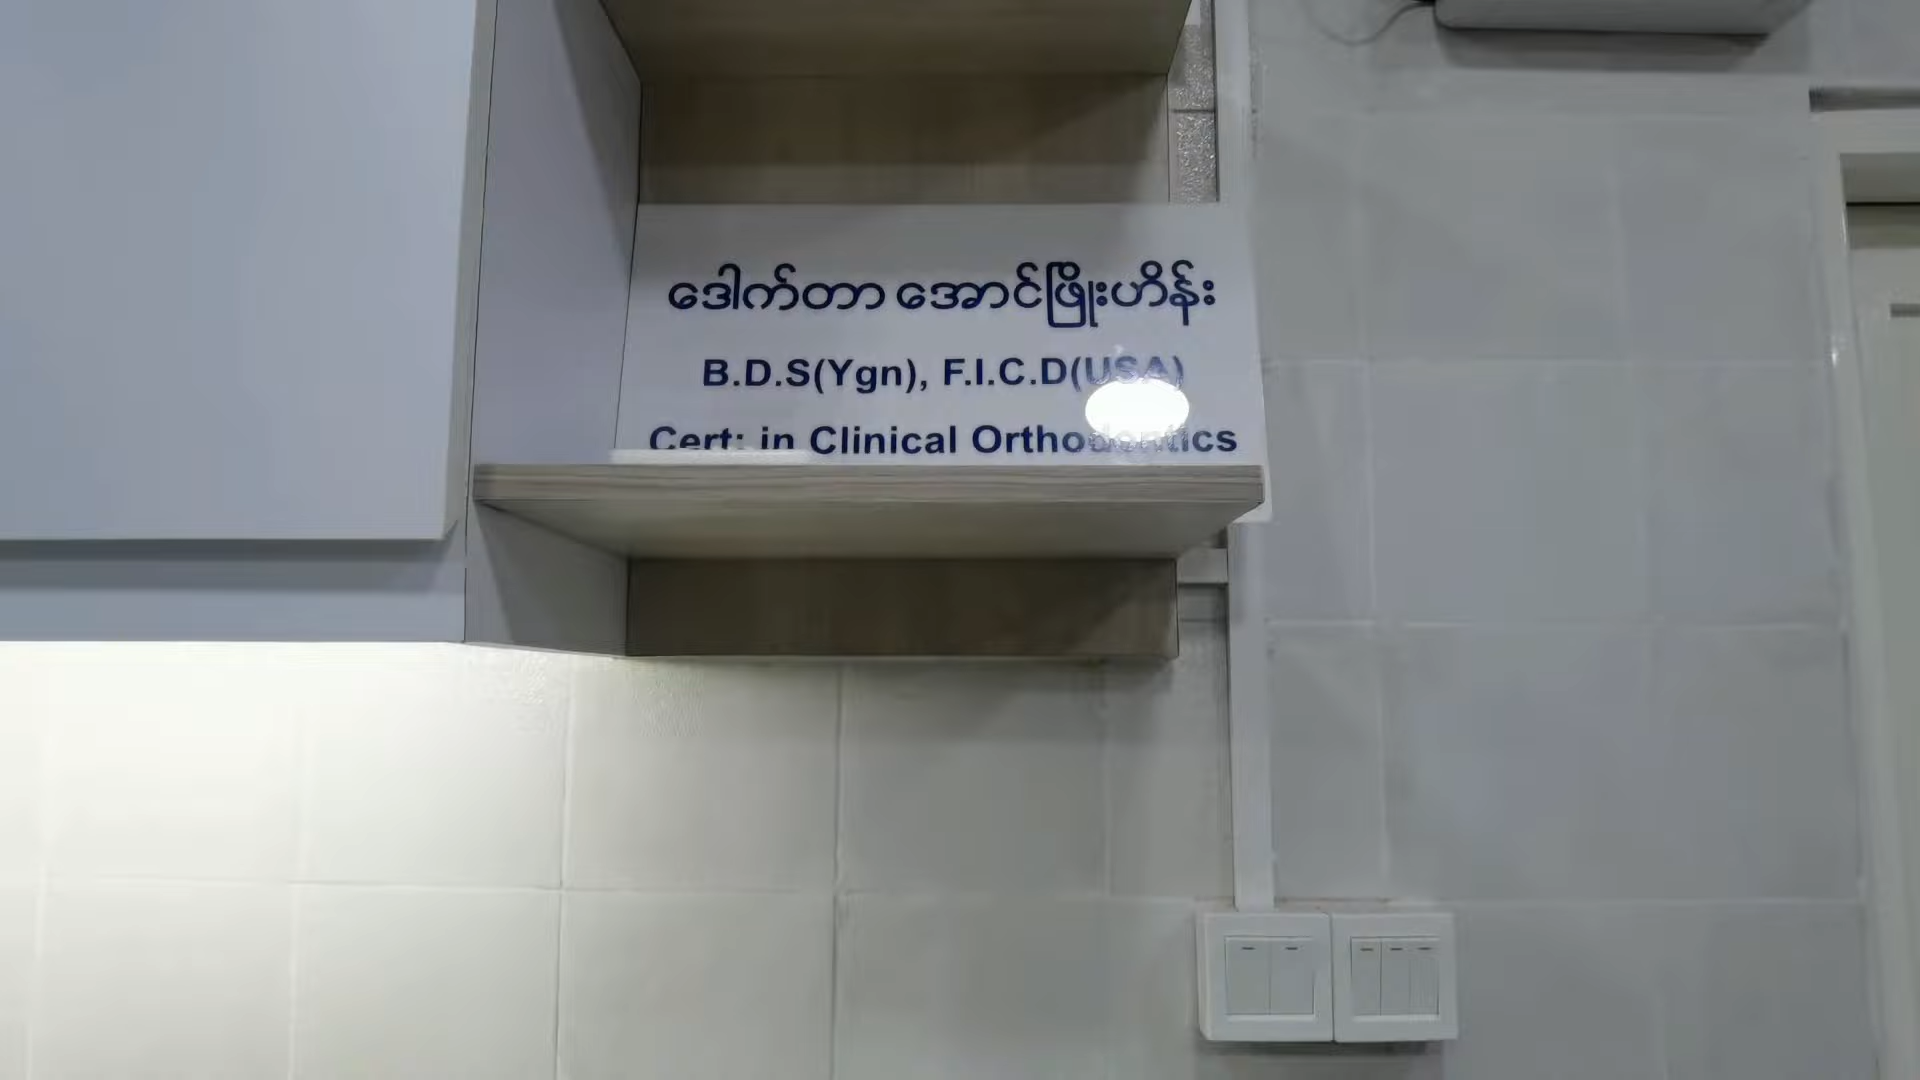 ဒေါက်တာ အောင်ဖြိုးဟိန်း
B.D.S(Ygn), F.I.C.D(USA)
Cert: in Clinical Orthodontics